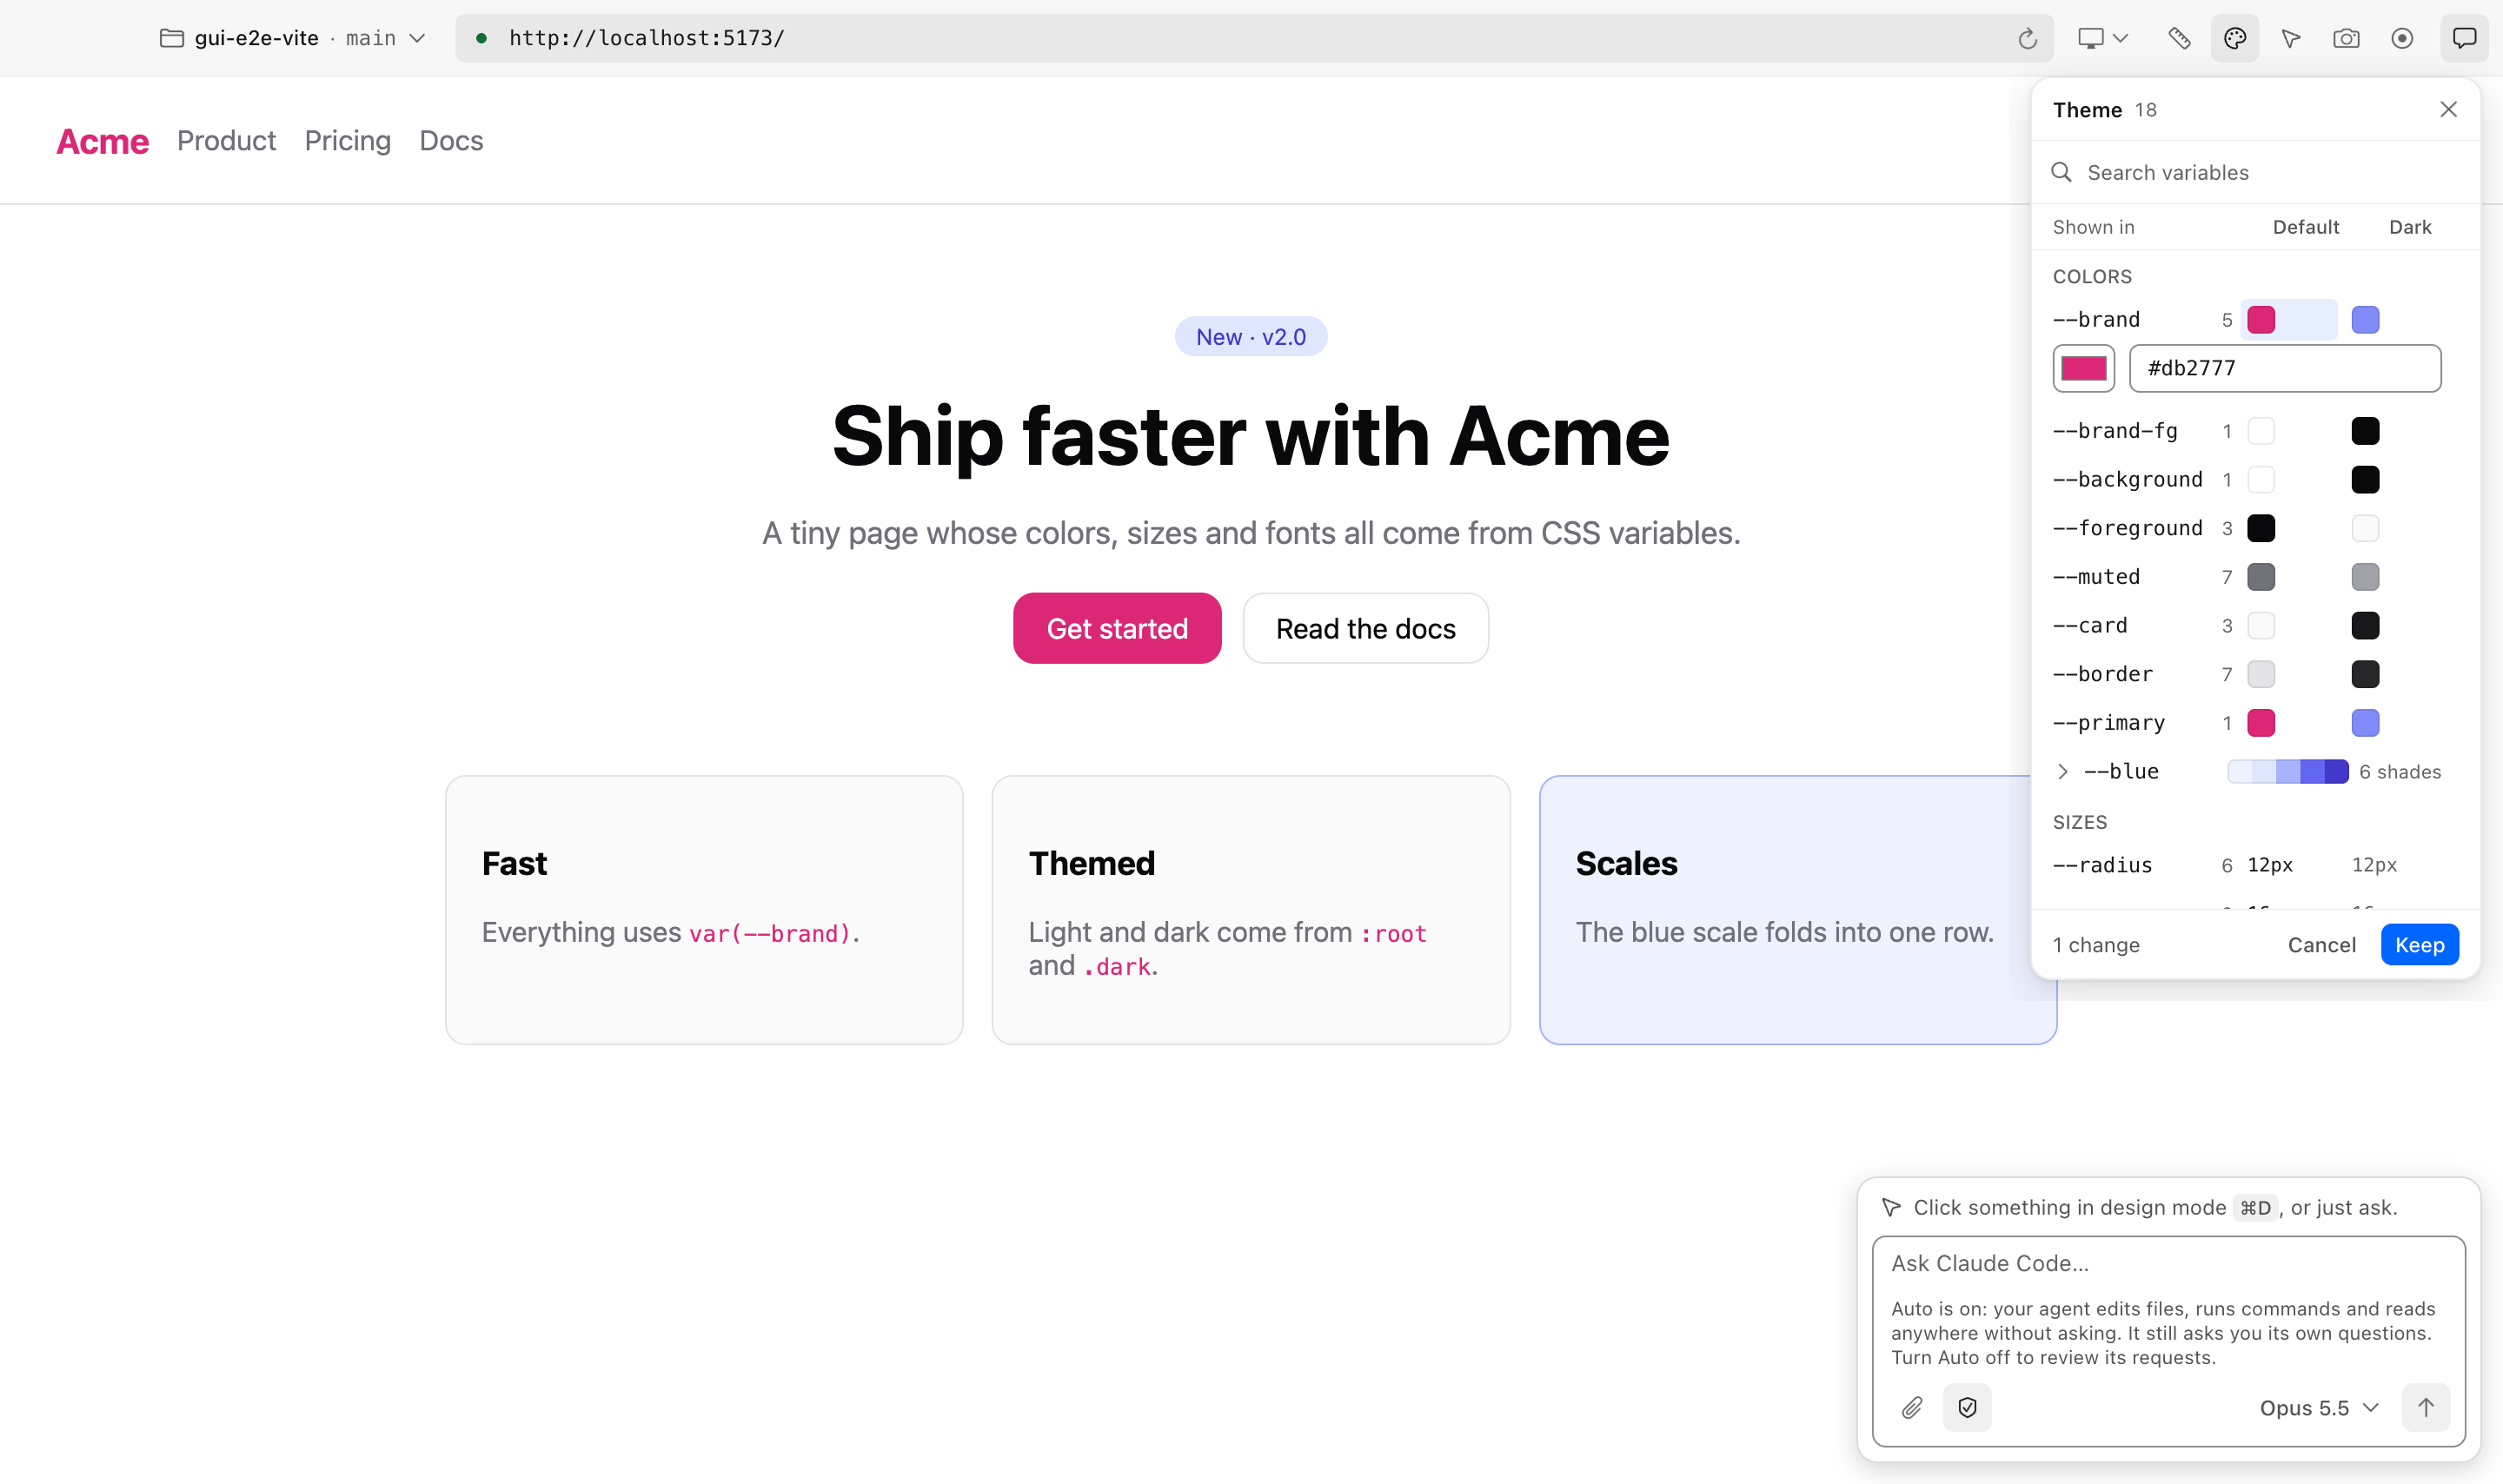 gui-e2e-vite · main
http://localhost:5173/
Acme Product Pricing Docs
New · v2.0
Ship faster with Acme
A tiny page whose colors, sizes and fonts all come from CSS variables.
Get started
Read the docs
Fast
Everything uses var(--brand).
Themed
Light and dark come from :root
and .dark.
Scales
The blue scale folds into one row.
Theme 18
Search variables
Shown in Default Dark
COLORS
--brand 5
#db2777
--brand-fg 1
--background 1
--foreground 3
--muted 7
--card 3
--border 7
--primary 1
--blue 6 shades
SIZES
--radius 6 12px 12px
1 change Cancel Keep
Click something in design mode ⌘D, or just ask.
Ask Claude Code...
Auto is on: your agent edits files, runs commands and reads
anywhere without asking. It still asks you its own questions.
Turn Auto off to review its requests.
Opus 5.5